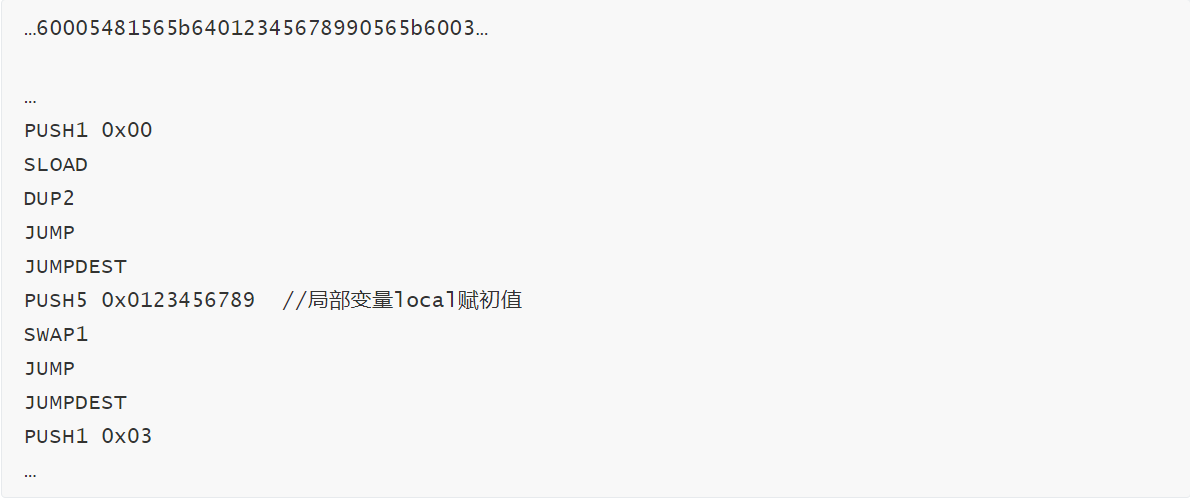 …60005481565b64012345678990565b6003…
…
PUSH1 0x00
SLOAD
DUP2
JUMP
JUMPDEST
PUSH5 0x0123456789 //局部变量local赋初值
SWAP1
JUMP
JUMPDEST
PUSH1 0x03
…